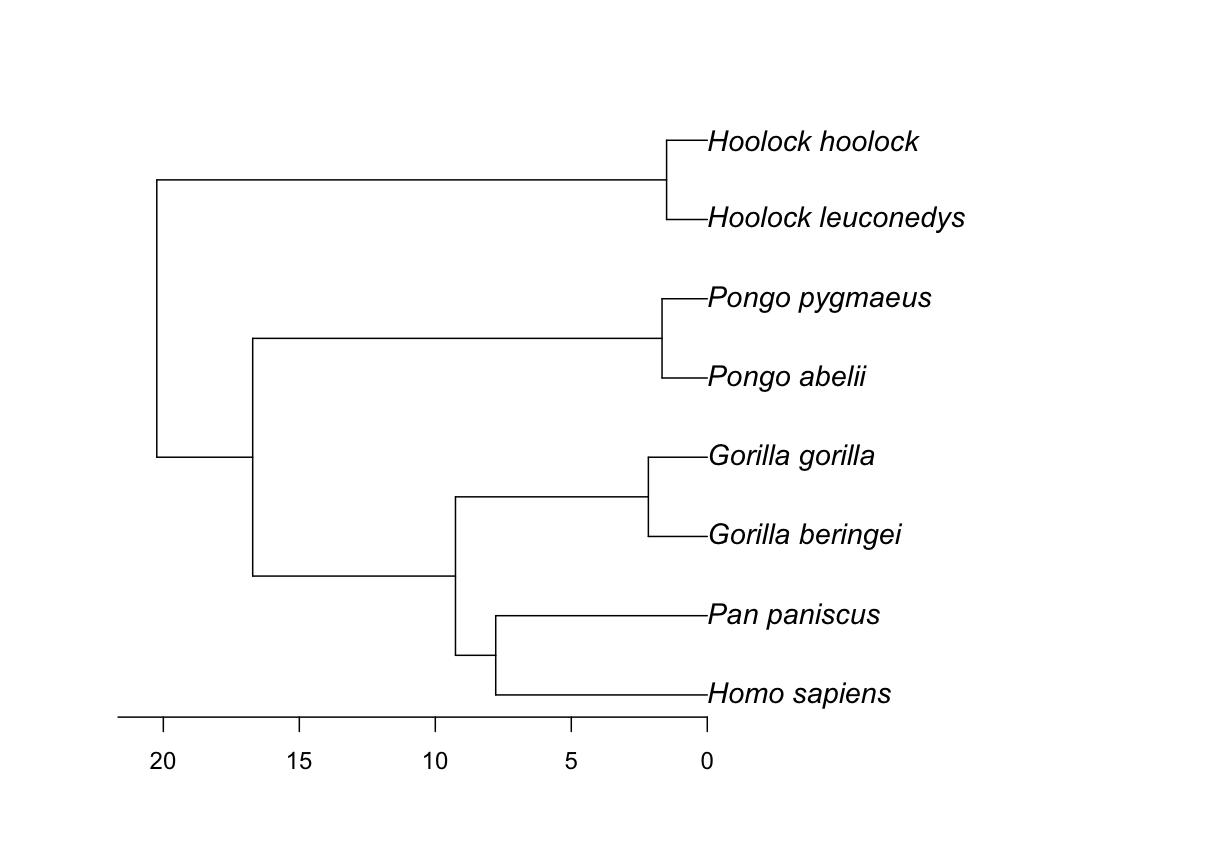 Hoolock hoolock
Hoolock leuconedys
Pongo pygmaeus
Pongo abelii
Gorilla gorilla
Gorilla beringei
Pan paniscus
Homo sapiens
20 15 10 5 0